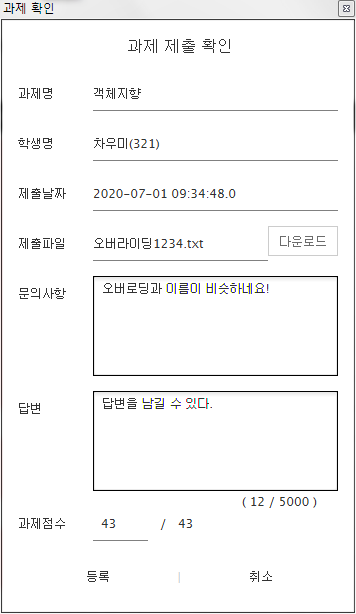 과제 확인
과제 제출 확인
과제명 객체지향
학생명 차우미(321)
제출날짜 2020-07-01 09:34:48.0
제출파일 오버라이딩1234.txt 다운로드
문의사항 오버로딩과 이름이 비슷하네요!
답변 답변을 남길 수 있다.
( 12 / 5000 )
과제점수 43 / 43
등록 | 취소